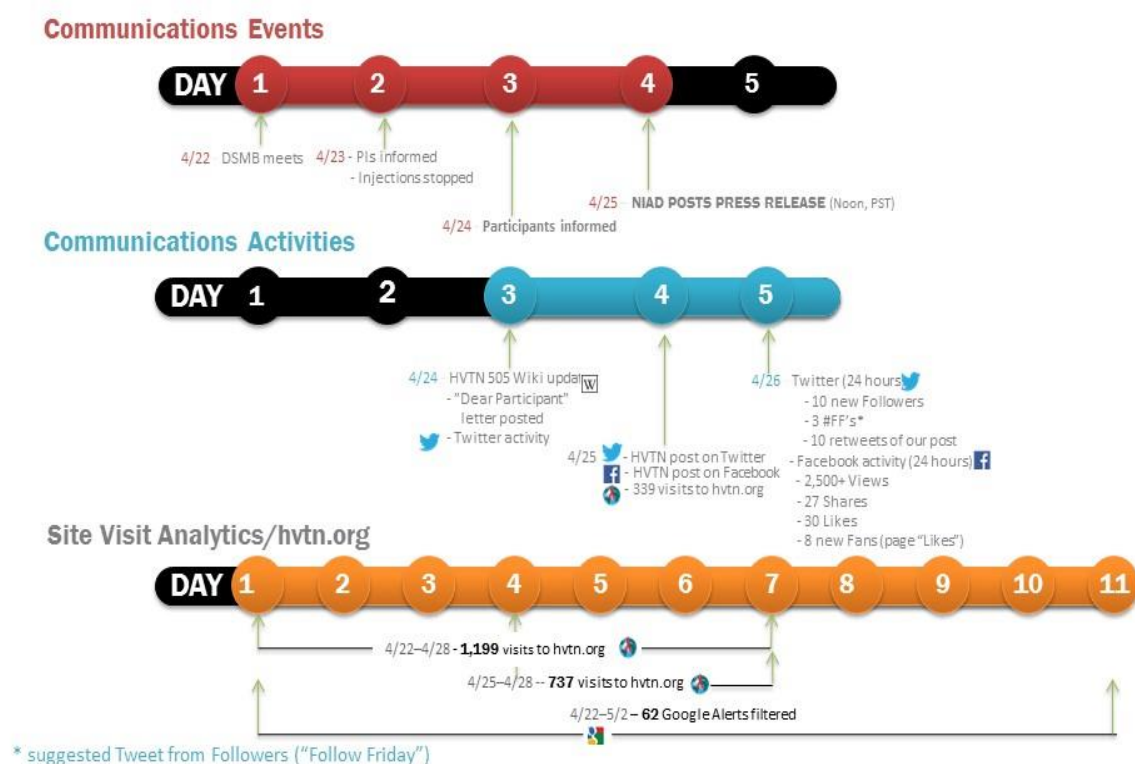 Communications Events
DAY 1 2 3 4 5
4/22 DSMB meets
4/23 - PIs informed
- Injections stopped
4/25 NIAD POSTS PRESS RELEASE (Noon, PST)
4/24 Participants informed
Communications Activities
DAY 1 2 3 4 5
4/24 HVTN 505 Wiki updat
W
- "Dear Participant"
letter posted
- Twitter activity
4/25 - HVTN post on Twitter
f - HVTN post on Facebook
- 339 visits to hvtn.org
4/26 Twitter (24 hours
- 10 new Followers
- 3 #FF's*
- 10 retweets of our post
- Facebook activity (24 hours) f
- 2,500+ Views
- 27 Shares
- 30 Likes
- 8 new Fans (page "Likes")
Site Visit Analytics/hvtn.org
DAY 1 2 3 4 5 6 7 8 9 10 11
4/22–4/28 - 1,199 visits to hvtn.org
4/25–4/28 -- 737 visits to hvtn.org
4/22–5/2 – 62 Google Alerts filtered
* suggested Tweet from Followers ("Follow Friday")